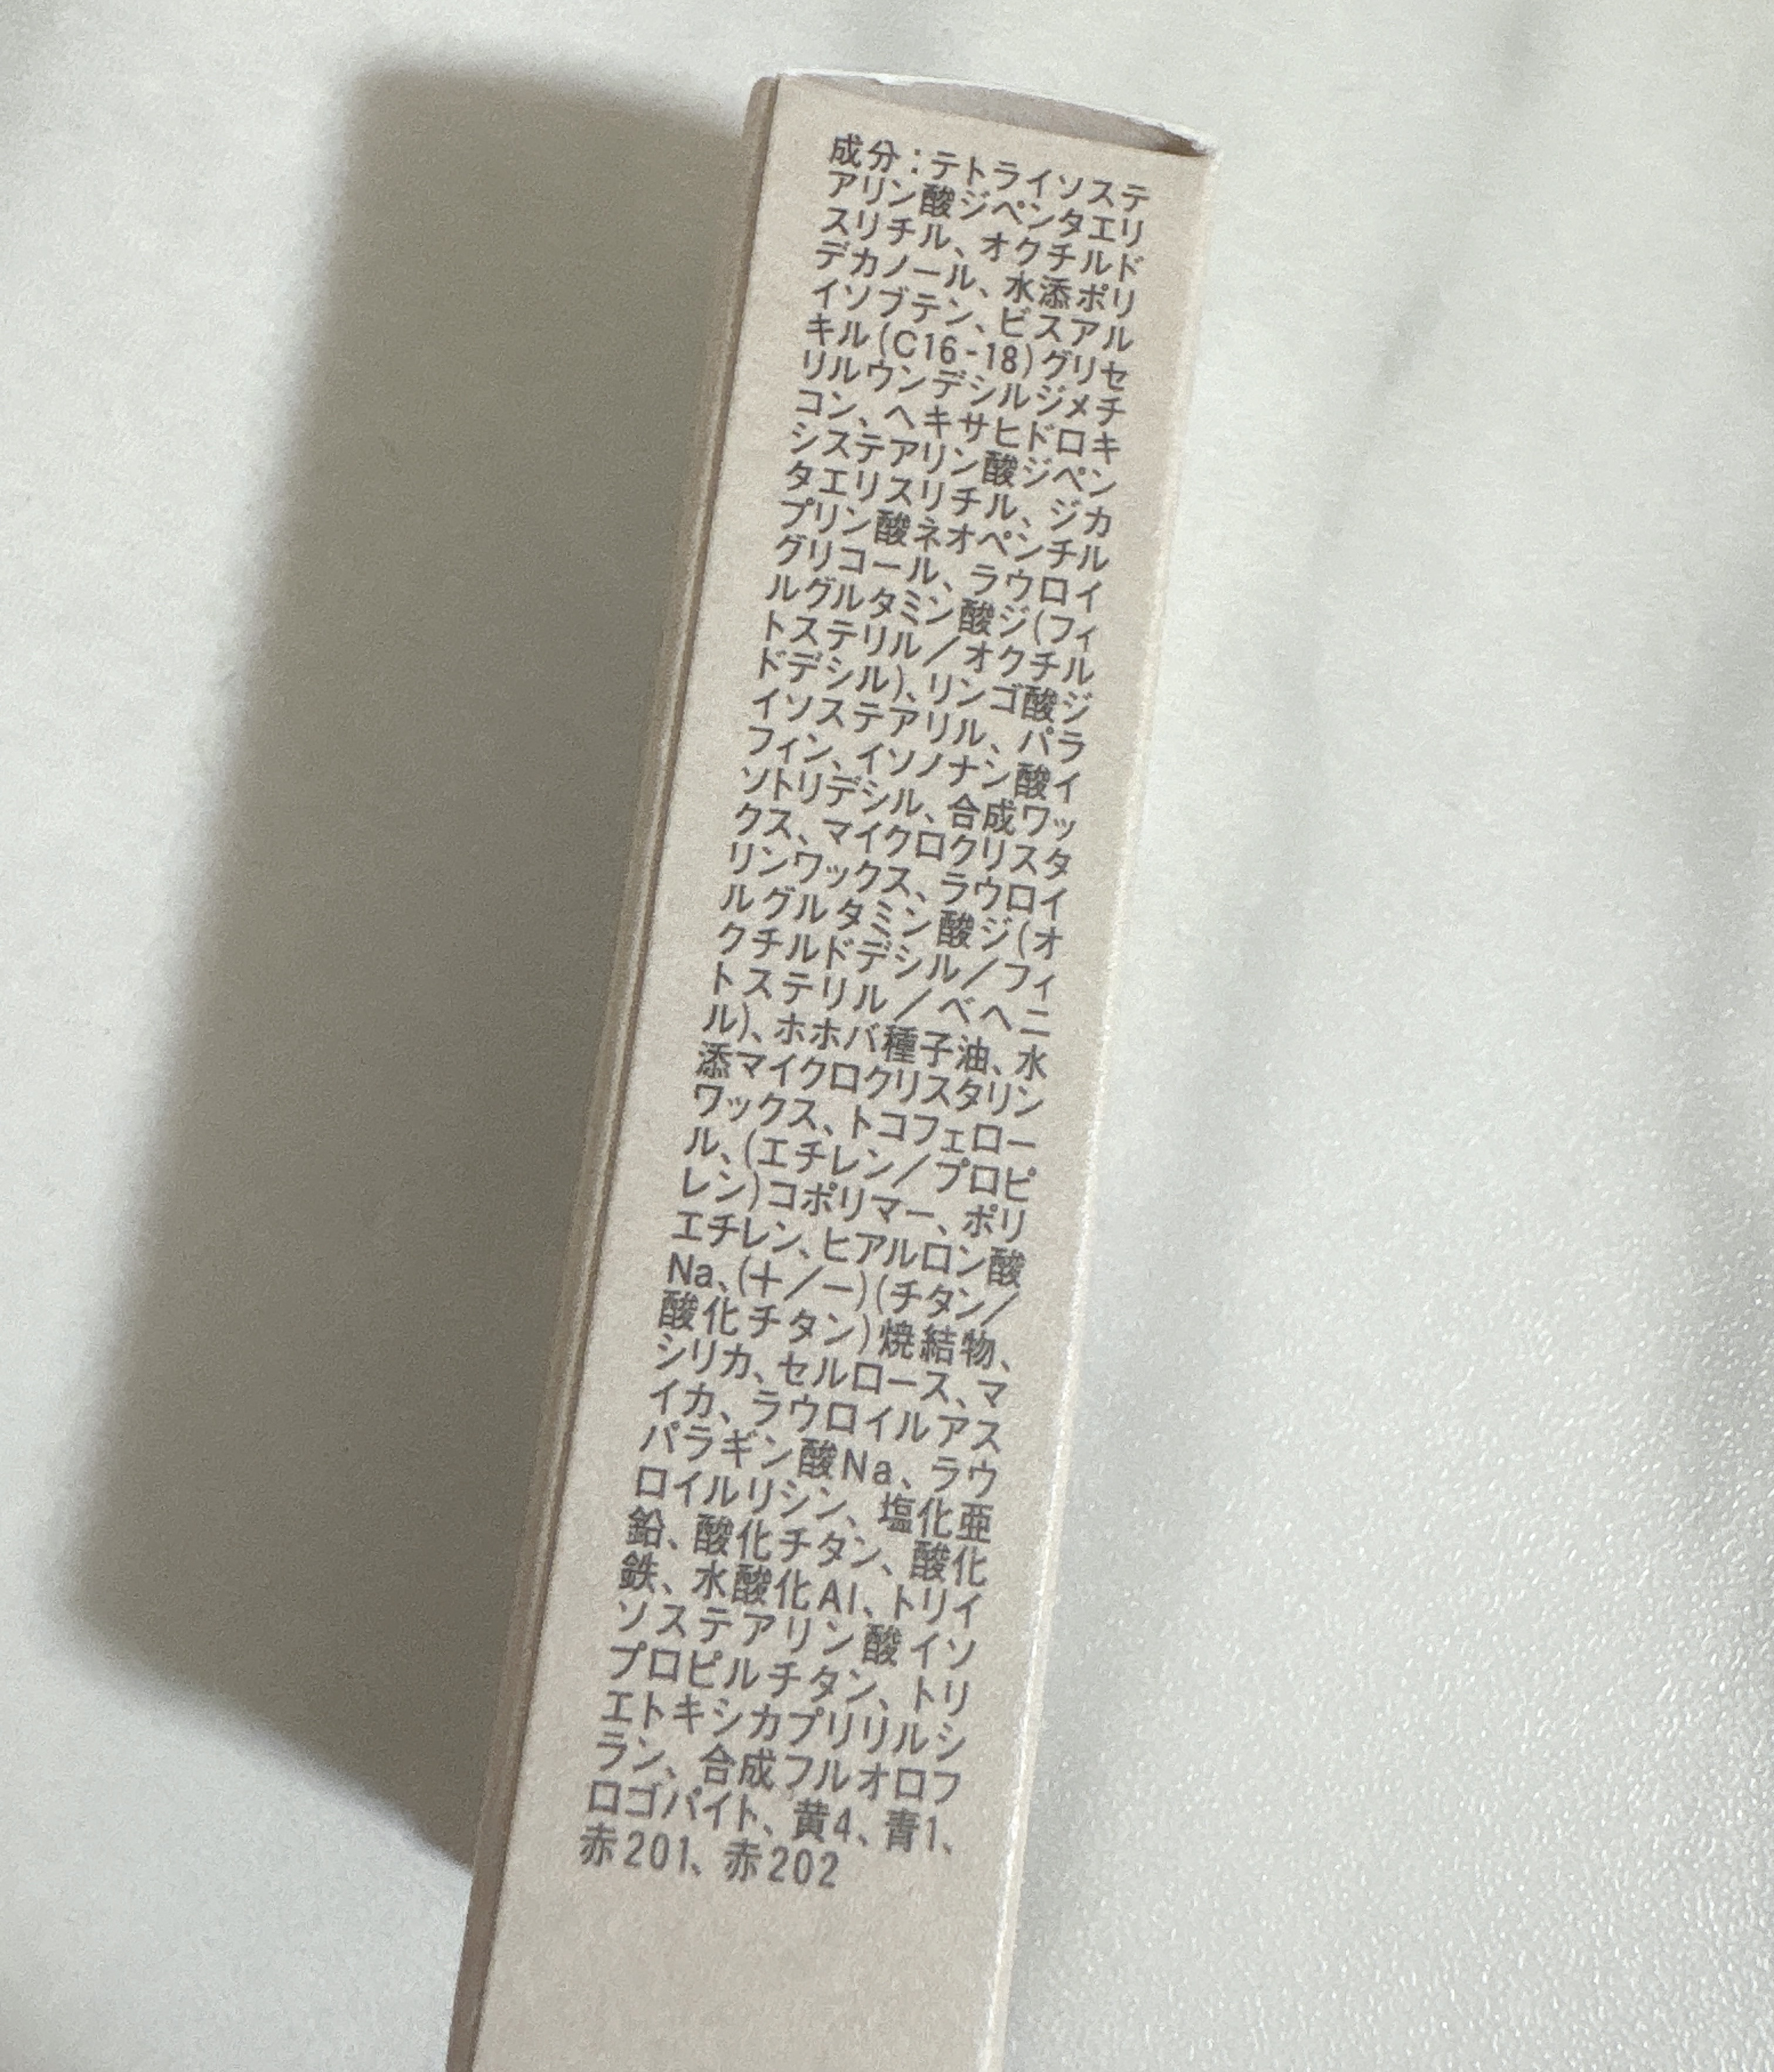 成分：テトライソステ
アリン酸ジペンタエリ
スリチル、オクチルド
デカノール、水添ポリ
イソブテン、ビスアル
キル(C16-18)グリセ
リルウンデシルジメチ
コン、ヘキサヒドロキ
システアリン酸ジペン
タエリスリチル、ジカ
プリン酸ネオペンチル
グリコール、ラウロイ
ルグルタミン酸ジ(フィ
トステリル／オクチル
ドデシル)、リンゴ酸ジ
イソステアリル、パラ
フィン、イソノナン酸イ
ソトリデシル、合成ワッ
クス、マイクロクリスタ
リンワックス、ラウロイ
ルグルタミン酸ジ(オ
クチルドデシル／フィ
トステリル／ベヘニ
ル)、ホホバ種子油、水
添マイクロクリスタリン
ワックス、トコフェロー
ル、(エチレン／プロピ
レン)コポリマー、ポリ
エチレン、ヒアルロン酸
Na、(＋／－)(チタン／
酸化チタン)焼結物、
シリカ、セルロース、マ
イカ、ラウロイルアス
パラギン酸Na、ラウ
ロイルリシン、塩化亜
鉛、酸化チタン、酸化
鉄、水酸化Al、トリイ
ソステアリン酸イソ
プロピルチタン、トリ
エトキシカプリリルシ
ラン、合成フルオロフ
ロゴパイト、黄4、青1、
赤201、赤202